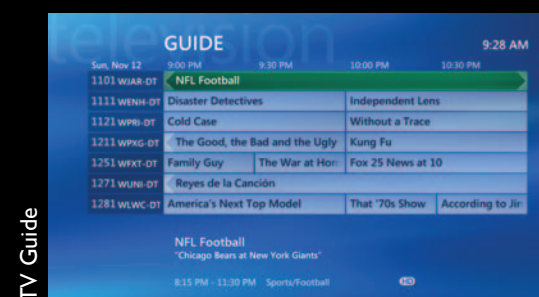 television
GUIDE 9:28 AM
Sun, Nov 12 9:00 PM 9:30 PM 10:00 PM 10:30 PM
1101 WJAR-DT NFL Football
1111 WENH-DT Disaster Detectives Independent Lens
1121 WPRI-DT Cold Case Without a Trace
1211 WPXG-DT The Good, the Bad and the Ugly Kung Fu
1251 WFXT-DT Family Guy The War at Hom Fox 25 News at 10
1271 WUNI-DT Reyes de la Canción
1281 WLWC-DT America's Next Top Model That '70s Show According to Jin
NFL Football
"Chicago Bears at New York Giants"
8:15 PM - 11:30 PM Sports/Football HD
TV Guide